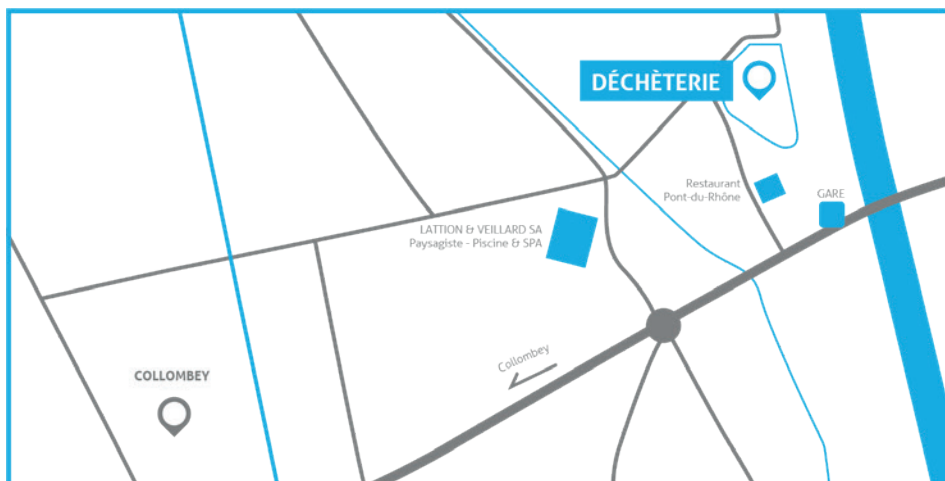 DÉCHÈTERIE
Restaurant
Pont-du-Rhône
GARE
LATTION & VEILLARD SA
Paysagiste - Piscine & SPA
Collombey
COLLOMBEY